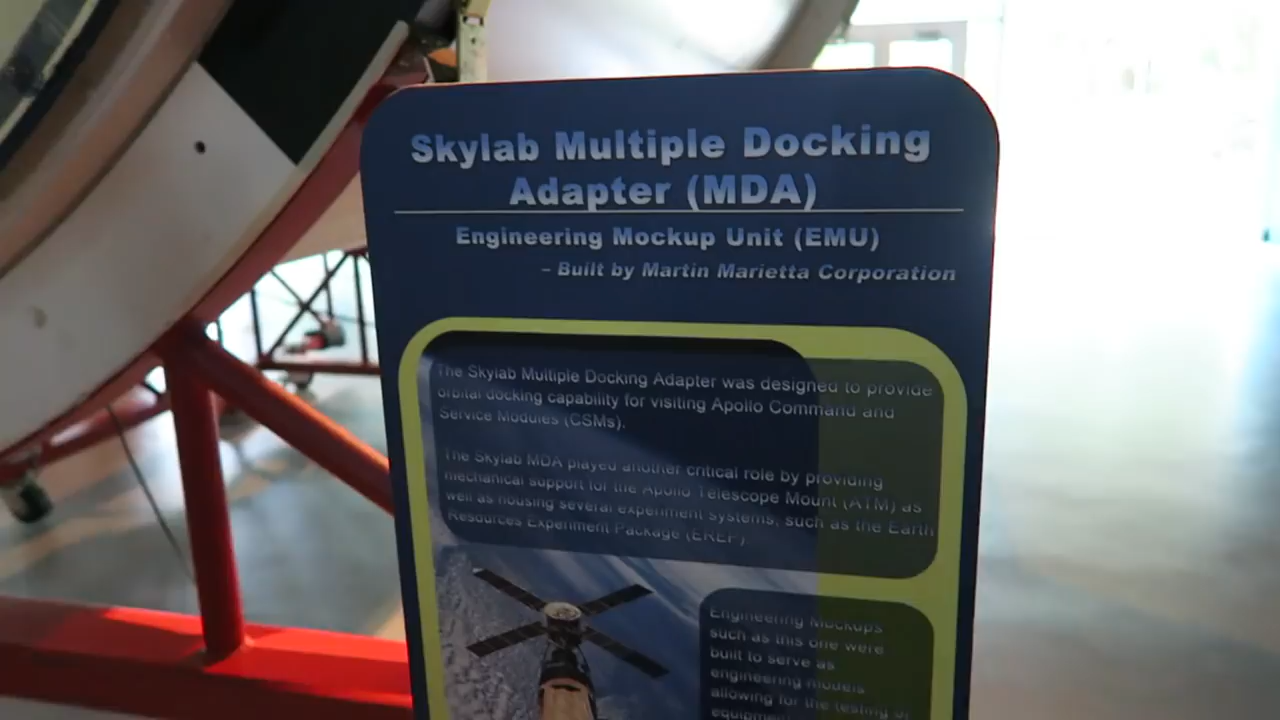 Skylab Multiple Docking
Adapter (MDA)
Engineering Mockup Unit (EMU)
– Built by Martin Marietta Corporation
The Skylab Multiple Docking Adapter was designed to provide
orbital docking capability for visiting Apollo Command and
Service Modules (CSMs).
The Skylab MDA played another critical role by providing
mechanical support for the Apollo Telescope Mount (ATM) as
well as housing several experiment systems, such as the Earth
Resources Experiment Package (EREP)
Engineering Mockups
such as this one were
built to serve as
engineering models
allowing for the testing of